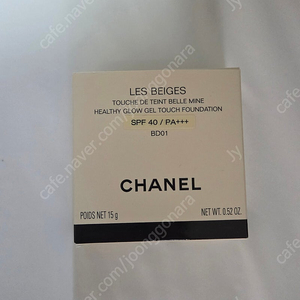 LES BEIGES
TOUCHE DE TEINT BELLE MINE
HEALTHY GLOW GEL TOUCH FOUNDATION
SPF 40 / PA+++
BD01
CHANEL
POIDS NET 15 g NET WT. 0.52 OZ.
cafe.naver.com/joonggonara